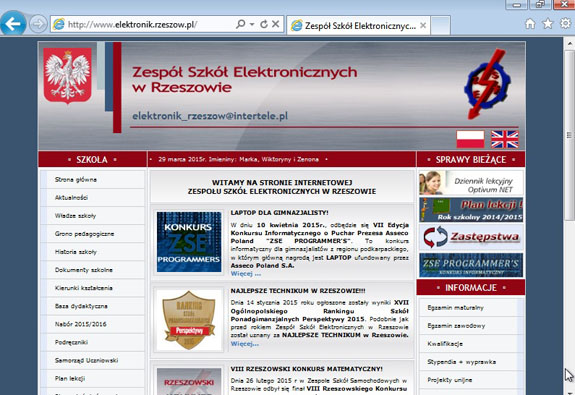 http://www.elektronik.rzeszow.pl/
Zespół Szkół Elektronicznyc...
Zespół Szkół Elektronicznych
w Rzeszowie
elektronik_rzeszow@intertele.pl
SZKOŁA
29 marca 2015r. Imieniny: Marka, Wiktoryny i Zenona
SPRAWY BIEŻĄCE
Strona główna
Aktualności
Władze szkoły
Grono pedagogiczne
Historia szkoły
Dokumenty szkolne
Kierunki kształcenia
Baza dydaktyczna
Nabór 2015/2016
Podręczniki
Samorząd Uczniowski
Plan lekcji
WITAMY NA STRONIE INTERNETOWEJ
ZESPOŁU SZKÓŁ ELEKTRONICZNYCH W RZESZOWIE
KONKURS
ZSE
PROGRAMMERS
LAPTOP DLA GIMNAZJALISTY!
W dniu 10 kwietnia 2015r., odbędzie się VII Edycja
Konkursu Informatycznego o Puchar Prezesa Asseco
Poland "ZSE PROGRAMMER'S". To konkurs
informatyczny dla gimnazjalistów z regionu podkarpackiego,
w którym główną nagrodą jest LAPTOP ufundowany przez
Asseco Poland S.A.
Więcej ...
RANKING
Perspektywy
NAJLEPSZE TECHNIKUM W RZESZOWIE!!!
Dnia 14 stycznia 2015 roku ogłoszone zostały wyniki XVII
Ogólnopolskiego Rankingu Szkół
Ponadgimnazjalnych Perspektywy 2015. Podobnie jak
przed rokiem Zespół Szkół Elektronicznych w Rzeszowie
został uznany za NAJLEPSZE TECHNIKUM w Rzeszowie.
Więcej...
RZESZOWSKI
VIII RZESZOWSKI KONKURS MATEMATYCZNY!
Dnia 26 lutego 2015 r w Zespole Szkół Samochodowych w
Rzeszowie odbył się finał VIII Rzeszowskiego Konkursu
Dziennik lekcyjny
Optivum NET
Plan lekcji
Rok szkolny 2014/2015
Zastępstwa
ZSE PROGRAMMER'S
KONKURS INFORMATYCZNY
INFORMACJE
Egzamin maturalny
Egzamin zawodowy
Kwalifikacje
Stypendia + wyprawka
Projekty unijne